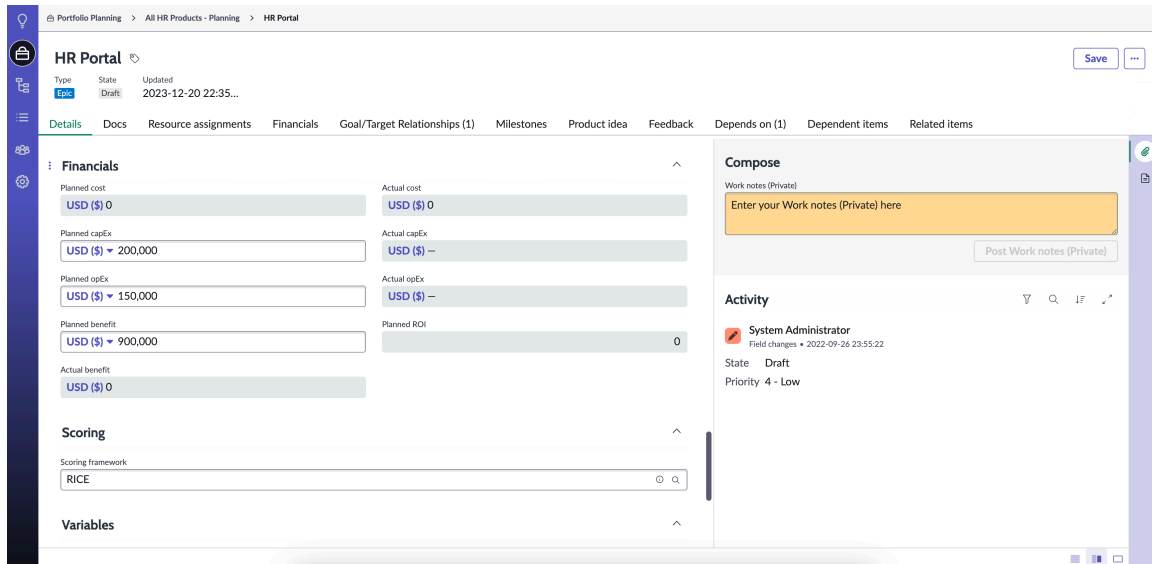 Portfolio Planning > All HR Products - Planning > HR Portal
HR Portal
Save
Type State Updated
Epic Draft 2023-12-20 22:35...
Details Docs Resource assignments Financials Goal/Target Relationships (1) Milestones Product idea Feedback Depends on (1) Dependent items Related items
Financials
Planned cost
USD ($) 0
Actual cost
USD ($) 0
Planned capEx
USD ($) 200,000
Actual capEx
USD ($) —
Planned opEx
USD ($) 150,000
Actual opEx
USD ($) —
Planned benefit
USD ($) 900,000
Planned ROI
0
Actual benefit
USD ($) 0
Scoring
Scoring framework
RICE
Variables
Compose
Work notes (Private)
Enter your Work notes (Private) here
Post Work notes (Private)
Activity
System Administrator
Field changes • 2022-09-26 23:55:22
State Draft
Priority 4 - Low